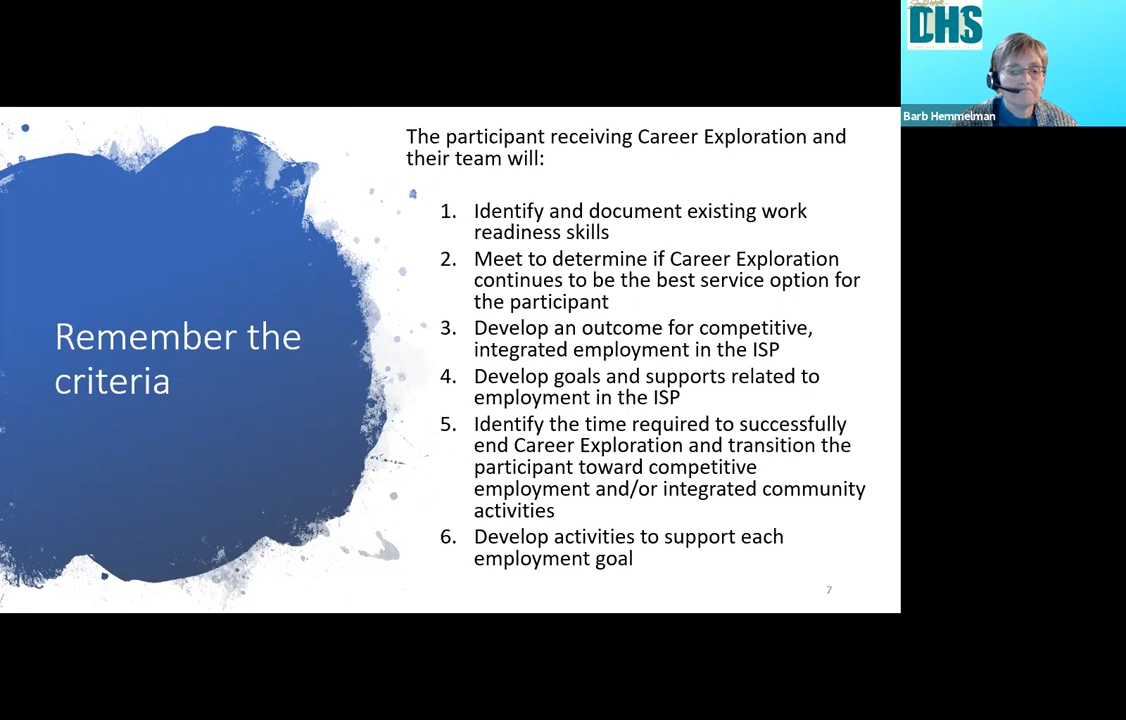 DHS
Barb Hemmelman
Remember the
criteria
The participant receiving Career Exploration and
their team will:
1. Identify and document existing work
readiness skills
2. Meet to determine if Career Exploration
continues to be the best service option for
the participant
3. Develop an outcome for competitive,
integrated employment in the ISP
4. Develop goals and supports related to
employment in the ISP
5. Identify the time required to successfully
end Career Exploration and transition the
participant toward competitive
employment and/or integrated community
activities
6. Develop activities to support each
employment goal
7